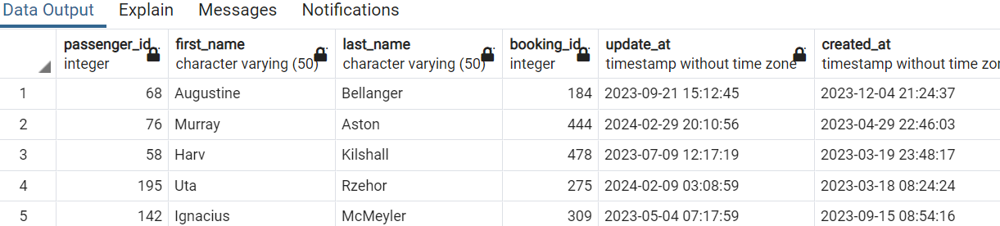 Data Output Explain Messages Notifications
passenger_id first_name last_name booking_id update_at created_at
integer character varying (50) character varying (50) integer timestamp without time zone timestamp without time zo
1 68 Augustine Bellanger 184 2023-09-21 15:12:45 2023-12-04 21:24:37
2 76 Murray Aston 444 2024-02-29 20:10:56 2023-04-29 22:46:03
3 58 Harv Kilshall 478 2023-07-09 12:17:19 2023-03-19 23:48:17
4 195 Uta Rzehor 275 2024-02-09 03:08:59 2023-03-18 08:24:24
5 142 Ignacius McMeyler 309 2023-05-04 07:17:59 2023-09-15 08:54:16